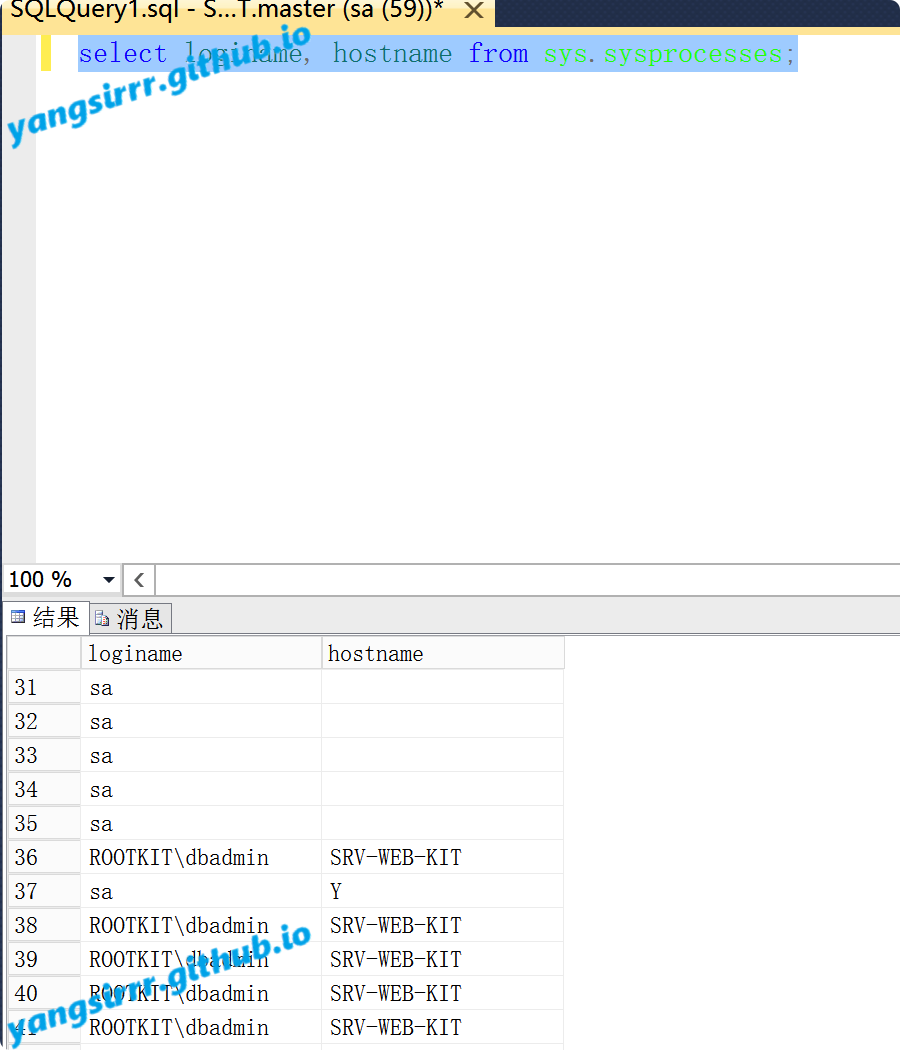 SQLQuery1.sql - S...T.master (sa (59))*
select loginame, hostname from sys.sysprocesses;
yangsirrr.github.io
100 %
结果 消息
loginame hostname
31 sa
32 sa
33 sa
34 sa
35 sa
36 ROOTKIT\dbadmin SRV-WEB-KIT
37 sa Y
38 ROOTKIT\dbadmin SRV-WEB-KIT
39 ROOTKIT\dbadmin SRV-WEB-KIT
40 ROOTKIT\dbadmin SRV-WEB-KIT
41 ROOTKIT\dbadmin SRV-WEB-KIT
yangsirrr.github.io